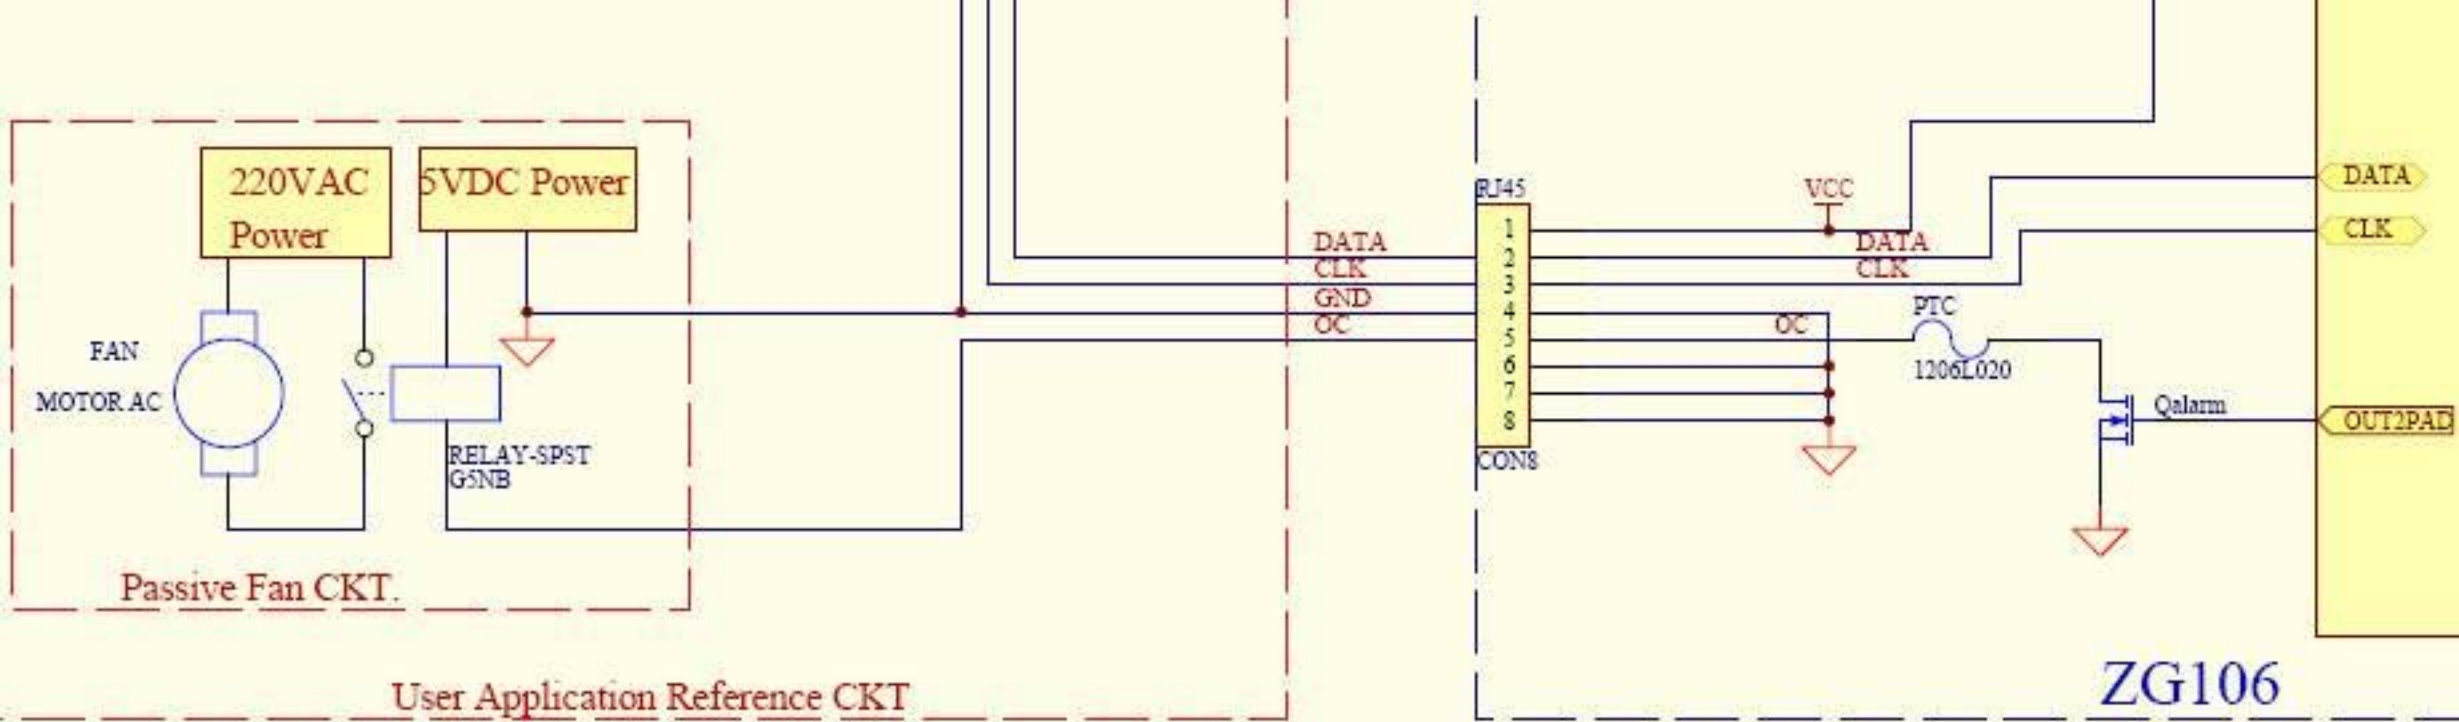 220VAC
Power
5VDC Power
FAN
MOTOR AC
RELAY-SPST
G5NB
Passive Fan CKT.
User Application Reference CKT
DATA
CLK
GND
OC
RJ45
1
2
3
4
5
6
7
8
CON8
VCC
DATA
CLK
OC
PTC
1206L020
Qalarm
DATA
CLK
OUT2PAD
ZG106